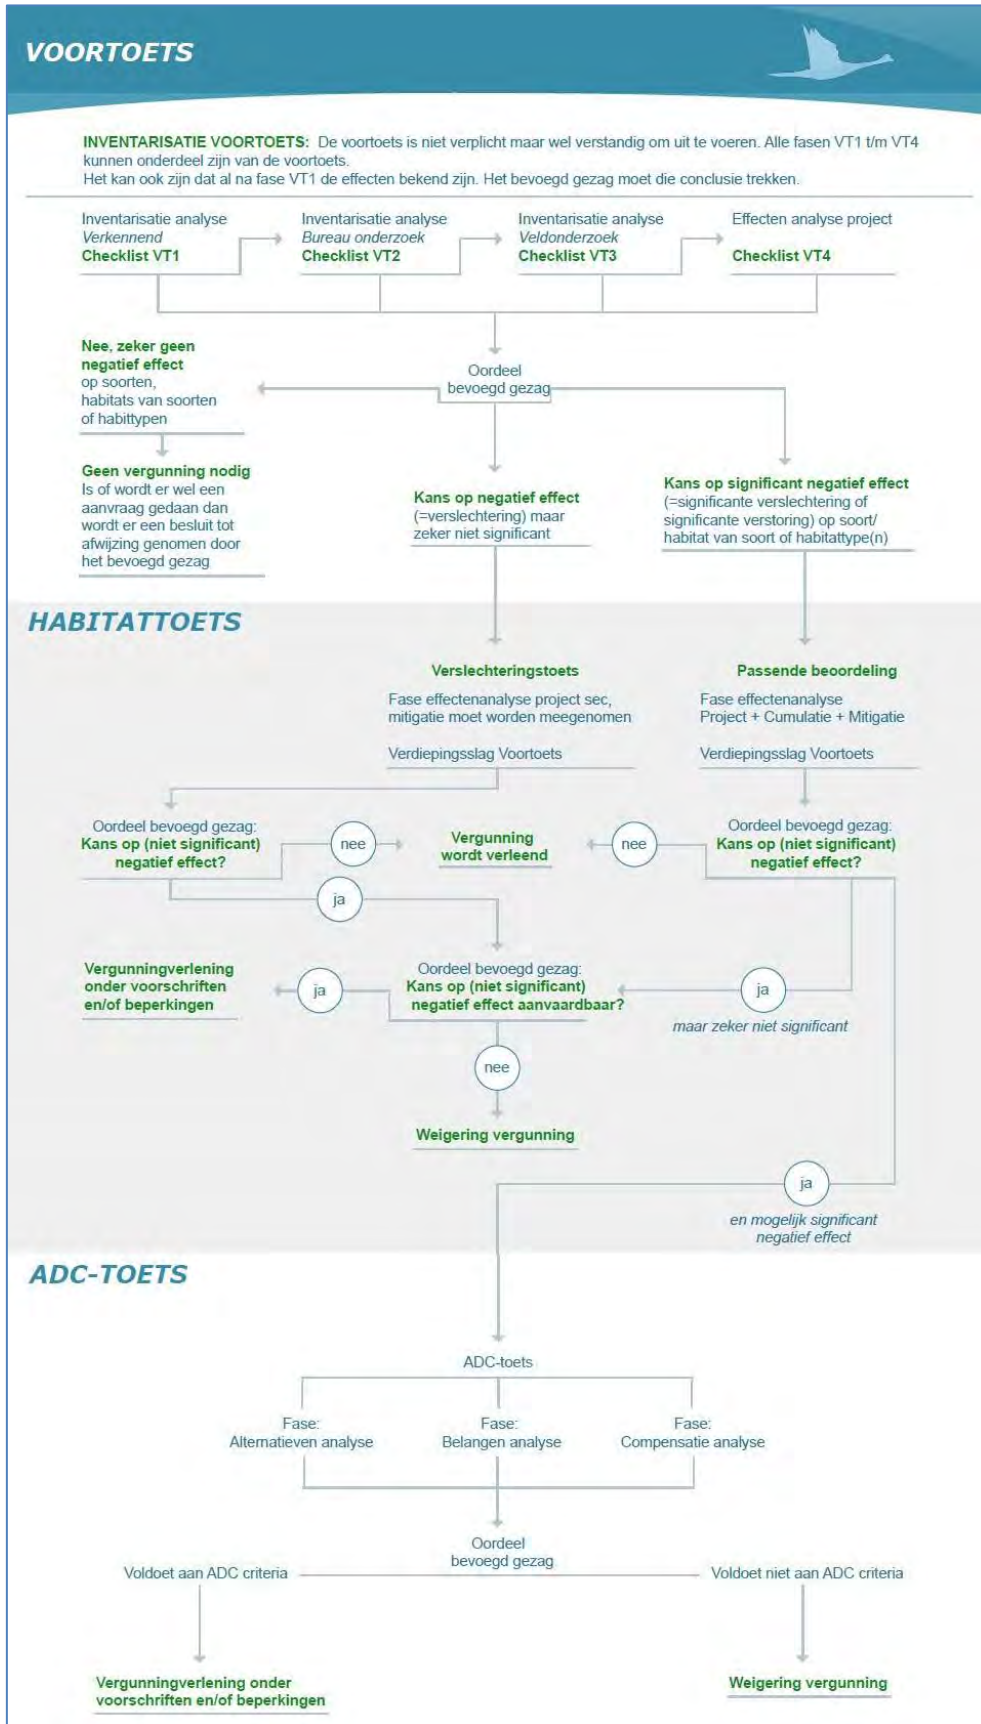 VOORTOETS
INVENTARISATIE VOORTOETS: De voortoets is niet verplicht maar wel verstandig om uit te voeren. Alle fasen VT1 t/m VT4
kunnen onderdeel zijn van de voortoets.
Het kan ook zijn dat al na fase VT1 de effecten bekend zijn. Het bevoegd gezag moet die conclusie trekken.
Inventarisatie analyse
Verkennend
Checklist VT1
Inventarisatie analyse
Bureau onderzoek
Checklist VT2
Inventarisatie analyse
Veldonderzoek
Checklist VT3
Effecten analyse project
Checklist VT4
Oordeel
bevoegd gezag
Nee, zeker geen
negatief effect
op soorten,
habitats van soorten
of habittypen
Geen vergunning nodig
Is of wordt er wel een
aanvraag gedaan dan
wordt er een besluit tot
afwijzing genomen door
het bevoegd gezag
Kans op negatief effect
(=verslechtering) maar
zeker niet significant
Kans op significant negatief effect
(=significante verslechtering of
significante verstoring) op soort/
habitat van soort of habitattype(n)
HABITATTOETS
Verslechteringstoets
Fase effectenanalyse project sec,
mitigatie moet worden meegenomen
Verdiepingsslag Voortoets
Passende beoordeling
Fase effectenanalyse
Project + Cumulatie + Mitigatie
Verdiepingsslag Voortoets
Oordeel bevoegd gezag:
Kans op (niet significant)
negatief effect?
nee
Vergunning
wordt verleend
nee
Oordeel bevoegd gezag:
Kans op (niet significant)
negatief effect?
ja
Vergunningverlening
onder voorschriften
en/of beperkingen
ja
Oordeel bevoegd gezag:
Kans op (niet significant)
negatief effect aanvaardbaar?
ja
maar zeker niet significant
nee
Weigering vergunning
ja
en mogelijk significant
negatief effect
ADC-TOETS
ADC-toets
Fase:
Alternatieven analyse
Fase:
Belangen analyse
Fase:
Compensatie analyse
Oordeel
bevoegd gezag
Voldoet aan ADC criteria
Voldoet niet aan ADC criteria
Vergunningverlening onder
voorschriften en/of beperkingen
Weigering vergunning